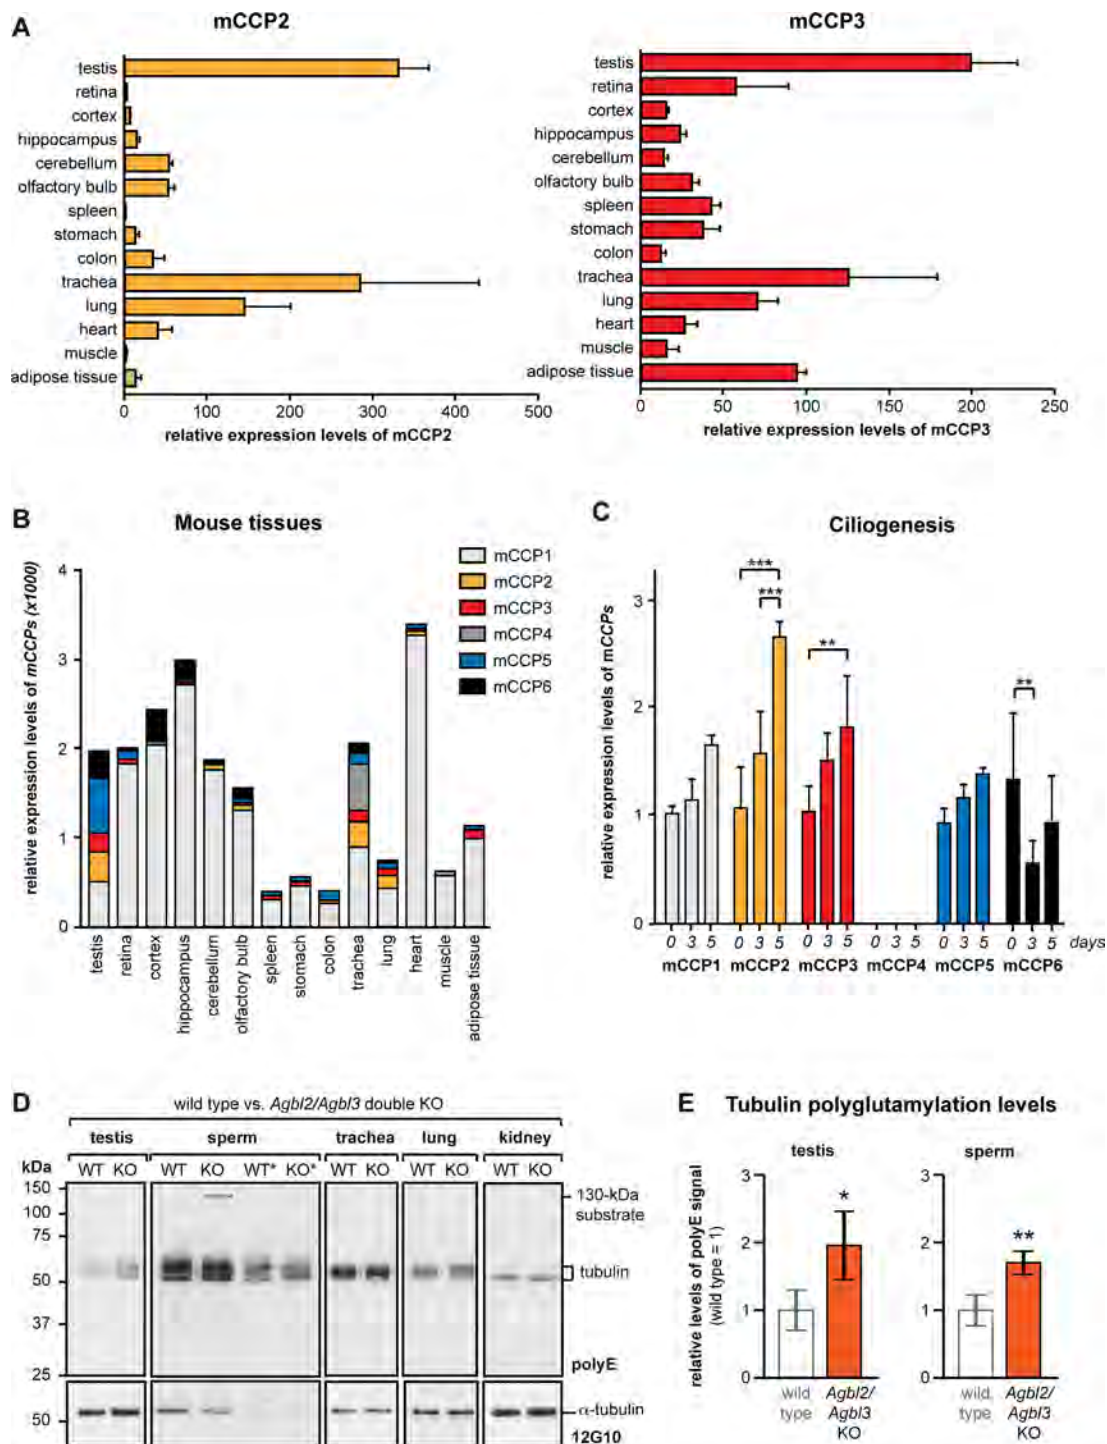 A
mCCP2
mCCP3
testis
retina
cortex
hippocampus
cerebellum
olfactory bulb
spleen
stomach
colon
trachea
lung
heart
muscle
adipose tissue
0 100 200 300 400 500
relative expression levels of mCCP2
testis
retina
cortex
hippocampus
cerebellum
olfactory bulb
spleen
stomach
colon
trachea
lung
heart
muscle
adipose tissue
0 50 100 150 200 250
relative expression levels of mCCP3
B
Mouse tissues
relative expression levels of mCCPs (x1000)
4
3
2
1
0
mCCP1
mCCP2
mCCP3
mCCP4
mCCP5
mCCP6
testis
retina
cortex
hippocampus
cerebellum
olfactory bulb
spleen
stomach
colon
trachea
lung
heart
muscle
adipose tissue
C
Ciliogenesis
relative expression levels of mCCPs
3
2
1
0
***
***
**
**
0 3 5 0 3 5 0 3 5 0 3 5 0 3 5 0 3 5 days
mCCP1 mCCP2 mCCP3 mCCP4 mCCP5 mCCP6
D
wild type vs. Agbl2/Agbl3 double KO
testis sperm trachea lung kidney
kDa WT KO WT KO WT* KO* WT KO WT KO WT KO
150
100
75
50
37
25
130-kDa
substrate
tubulin
polyE
50
α-tubulin
12G10
E
Tubulin polyglutamylation levels
relative levels of polyE signal
(wild type = 1)
testis
3
2
1
0
*
wild
type
Agbl2/
Agbl3
KO
sperm
3
2
1
0
**
wild
type
Agbl2/
Agbl3
KO